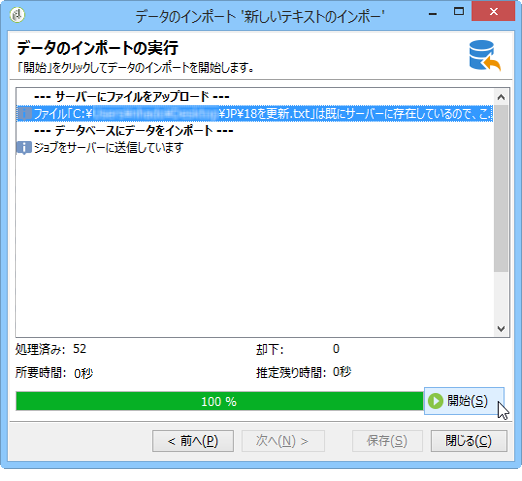 データのインポート '新しいテキストのインポー'
データのインポートの実行
「開始」をクリックしてデータのインポートを開始します。
--- サーバーにファイルをアップロード ---
ファイル「C:¥ ¥JP¥18を更新.txt」は既にサーバーに存在しているので、こ...
--- データベースにデータをインポート ---
ジョブをサーバーに送信しています
処理済み: 52 却下: 0
所要時間: 0秒 推定残り時間: 0秒
100 % 開始(S)
< 前へ(P) 次へ(N) > 保存(S) 閉じる(C)